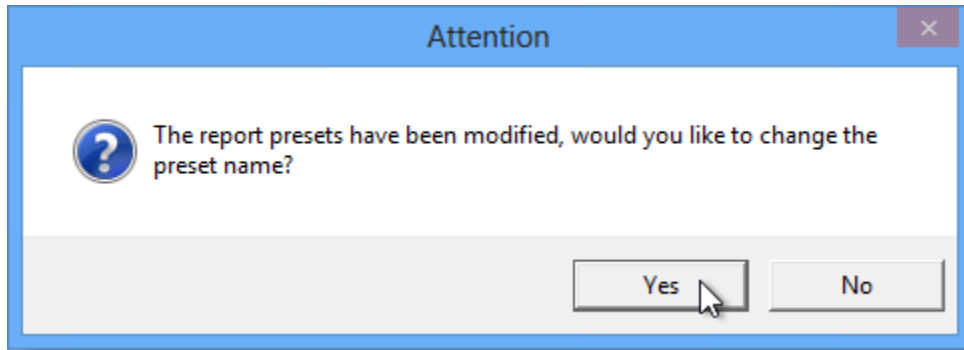 Attention
The report presets have been modified, would you like to change the
preset name?
Yes
No